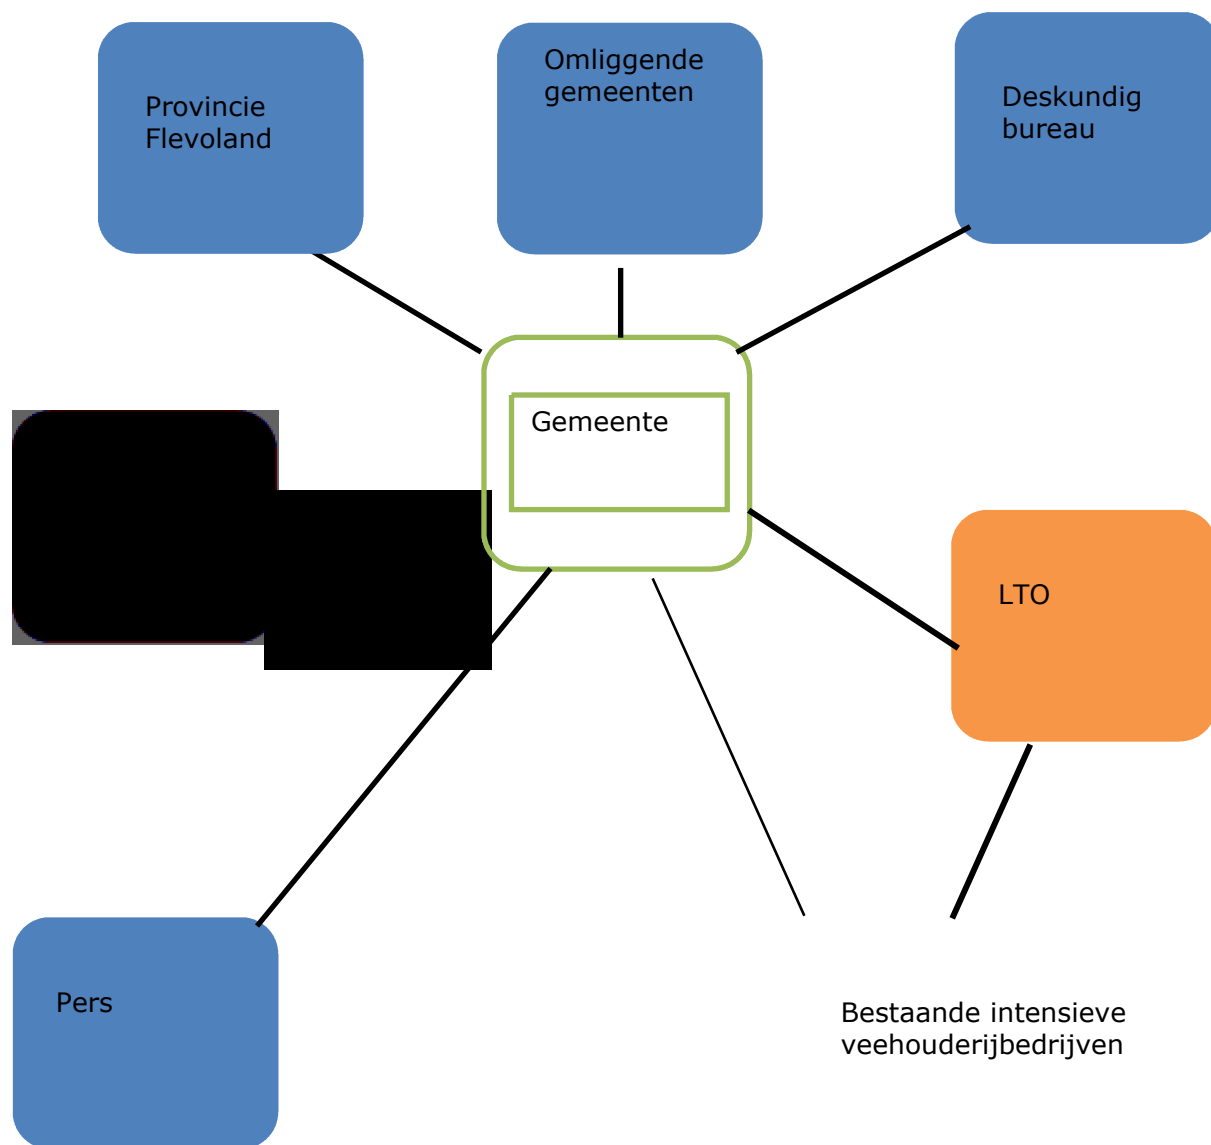 Provincie
Flevoland
Omliggende
gemeenten
Deskundig
bureau
Gemeente
LTO
Pers
Bestaande intensieve
veehouderijbedrijven